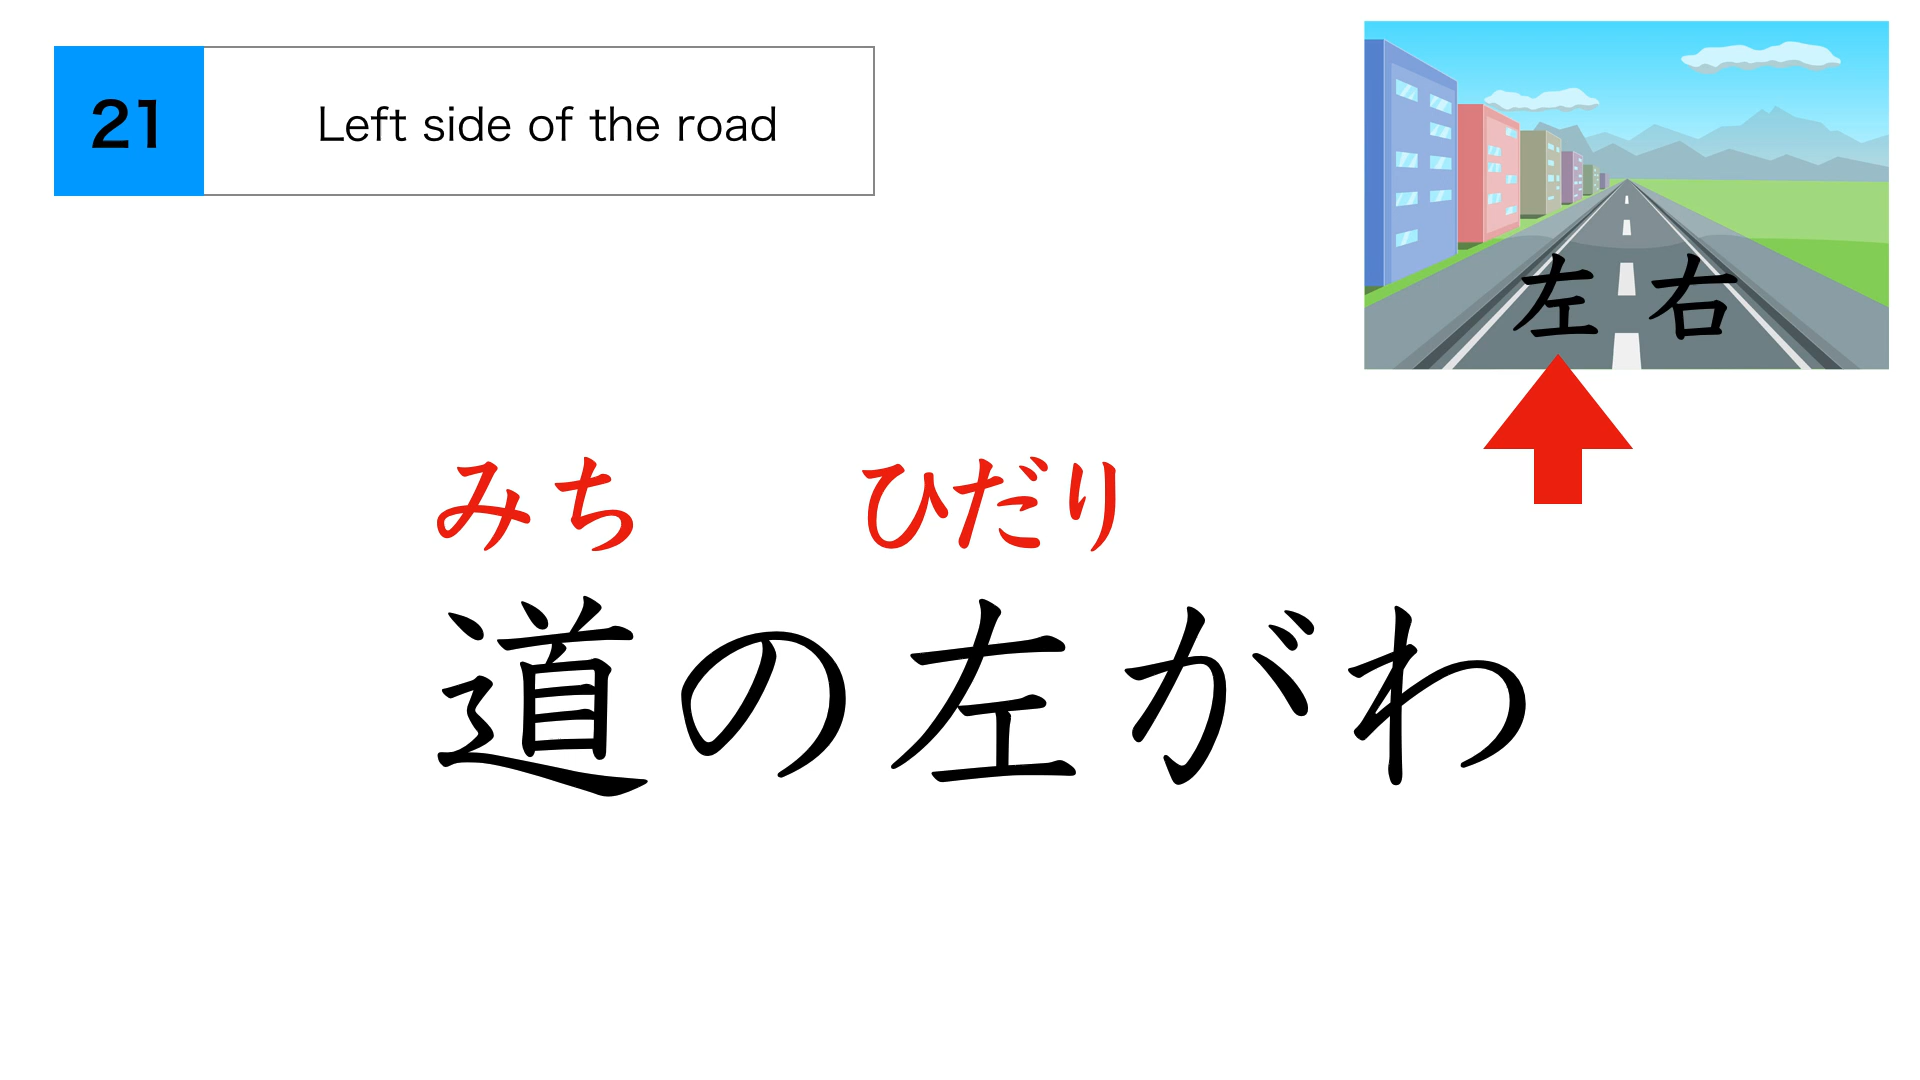 21
Left side of the road
左 右
みち ひだり
道の左がわ